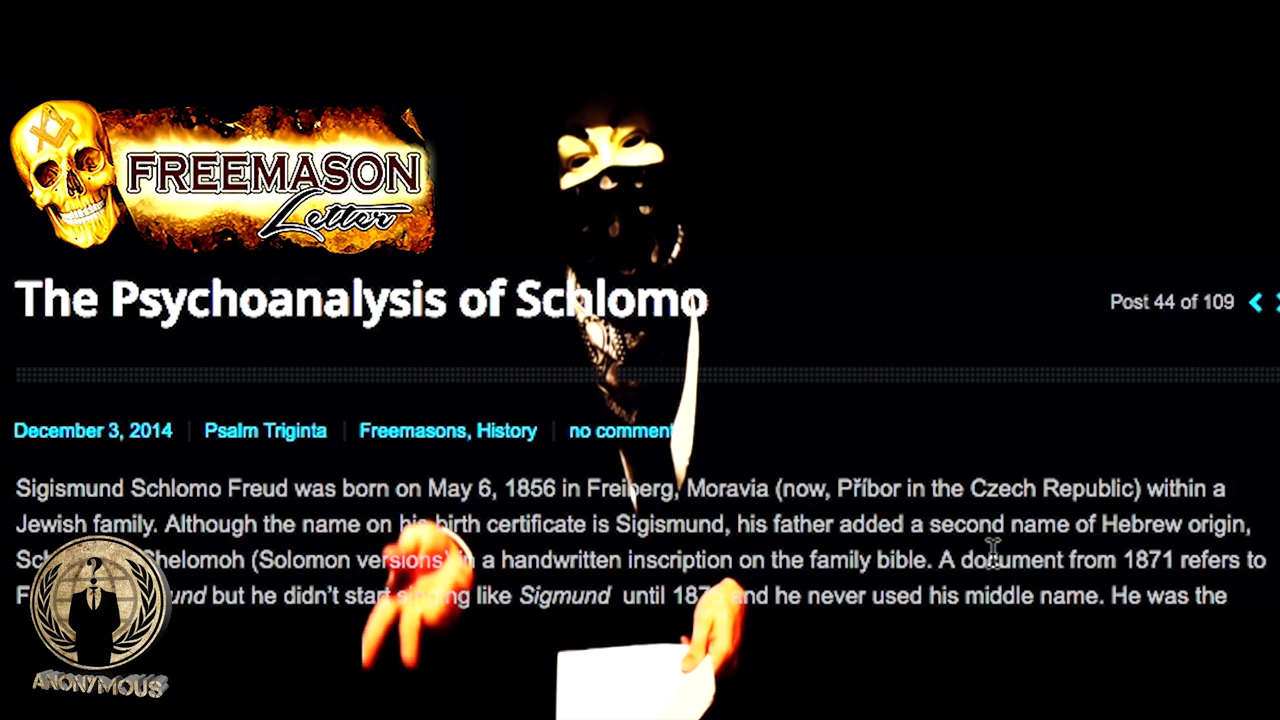 FREEMASON
Letter
The Psychoanalysis of Schlomo
Post 44 of 109
December 3, 2014 Psalm Triginta Freemasons, History no comment
Sigismund Schlomo Freud was born on May 6, 1856 in Freiberg, Moravia (now, Příbor in the Czech Republic) within a
Jewish family. Although the name on his birth certificate is Sigismund, his father added a second name of Hebrew origin,
Shelomoh (Solomon versions) in a handwritten inscription on the family bible. A document from 1871 refers to
but he didn't start singing like Sigmund until and he never used his middle name. He was the
?
ANONYMOUS